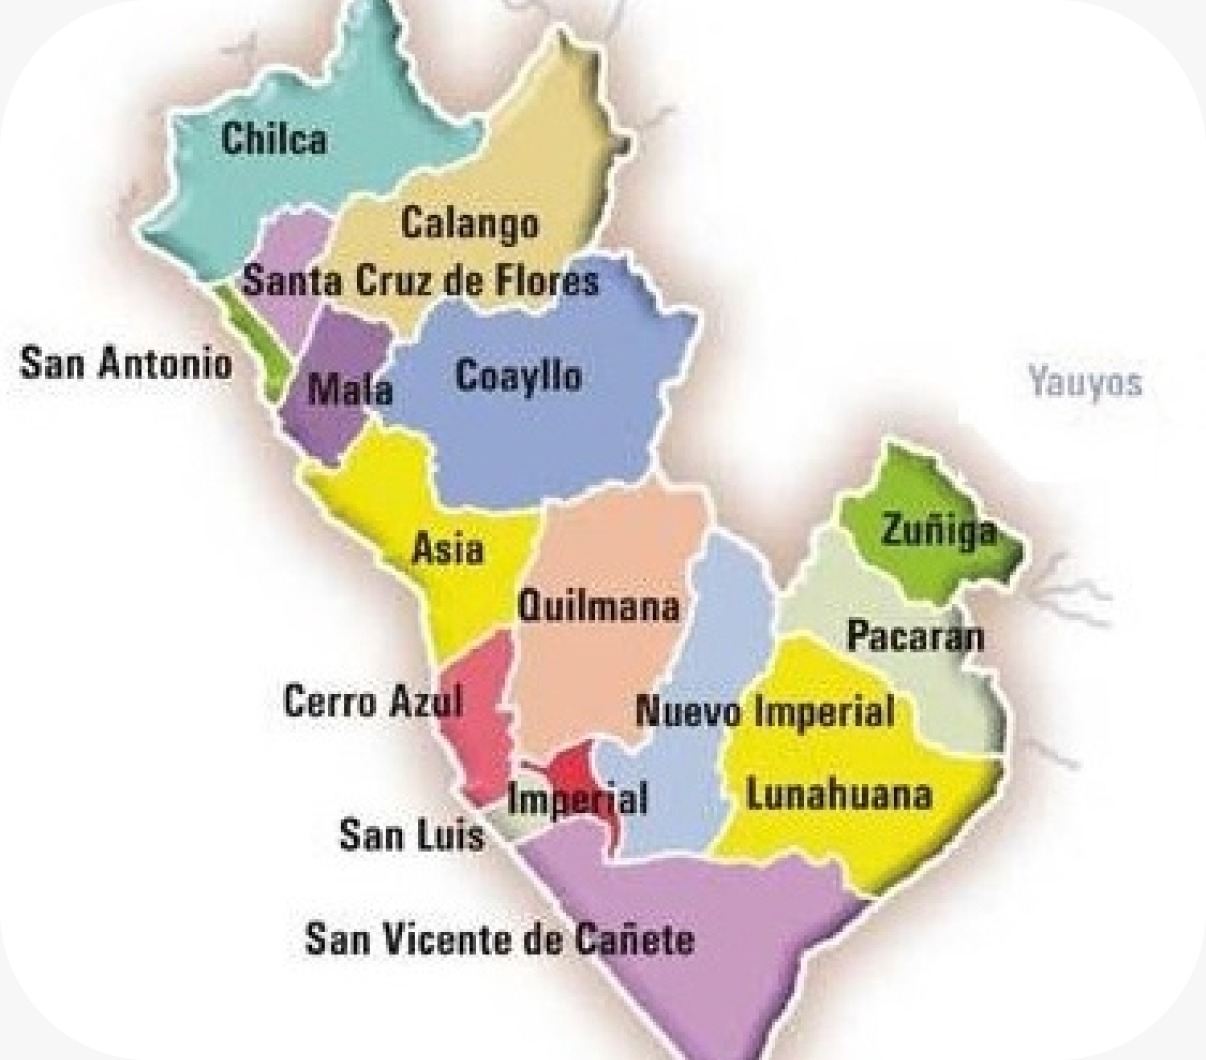 Chilca
Calango
Santa Cruz de Flores
San Antonio
Mala
Coayllo
Yauyos
Zuñiga
Asia
Quilmana
Pacaran
Cerro Azul
Nuevo Imperial
Imperial
Lunahuana
San Luis
San Vicente de Cañete